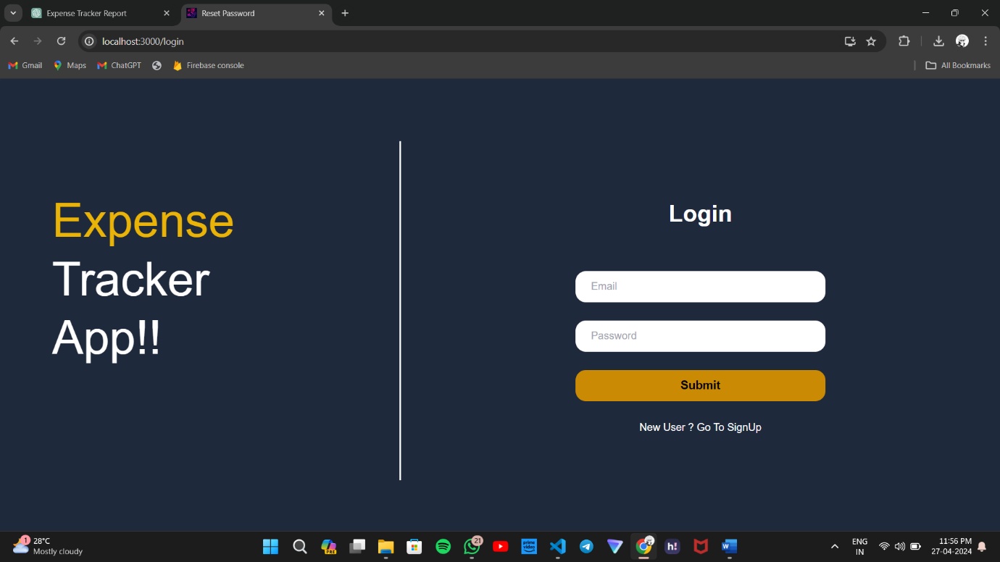 Expense Tracker Report
Reset Password
localhost:3000/login
Gmail
Maps
ChatGPT
Firebase console
All Bookmarks
Expense
Tracker
App!!
Login
Email
Password
Submit
New User ? Go To SignUp
1
28°C
Mostly cloudy
PRE
21
prime video
h!
W
ENG
IN
11:56 PM
27-04-2024